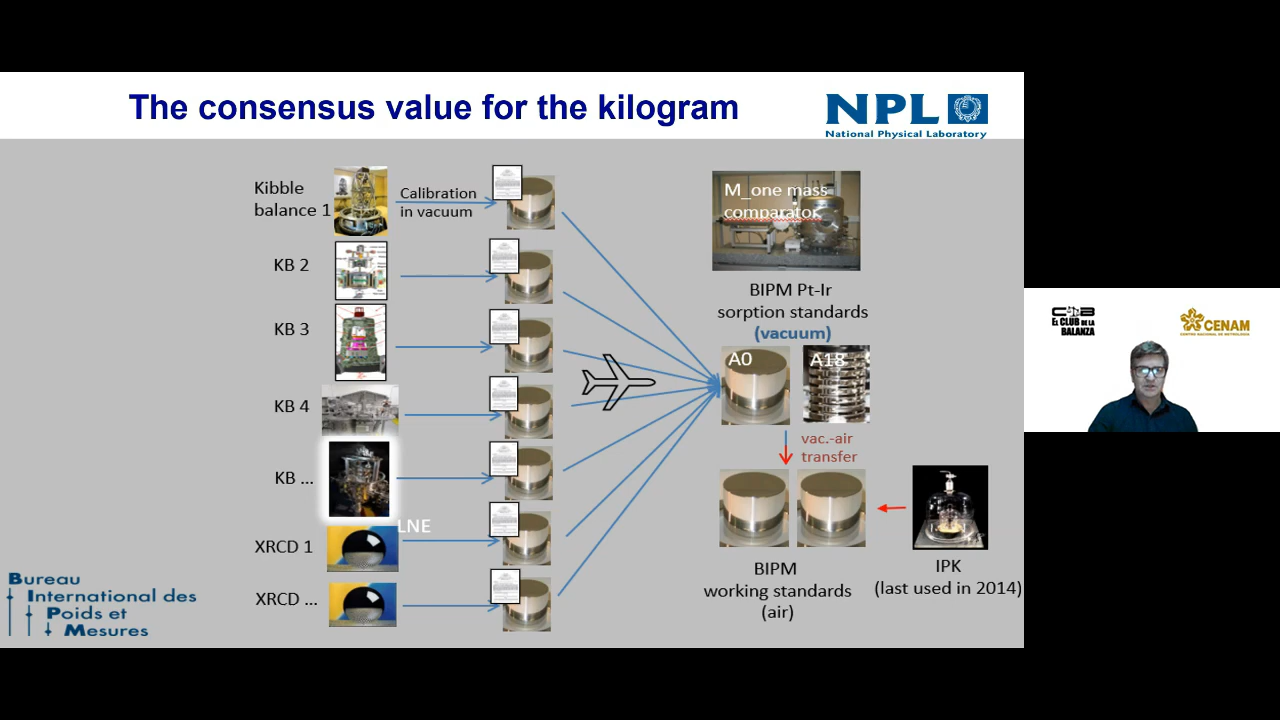 The consensus value for the kilogram
NPL
National Physical Laboratory
Kibble
balance 1
Calibration
in vacuum
KB 2
KB 3
KB 4
KB ...
LNE
XRCD 1
XRCD ...
M_one mass
comparator
BIPM Pt-Ir
sorption standards
(vacuum)
A0
A18
vac.-air
transfer
BIPM
working standards
(air)
IPK
(last used in 2014)
Bureau
International des
Poids et
Mesures
CB
EL CLUB DE LA
BALANZA
CENAM
CENTRO NACIONAL DE METROLOGÍA